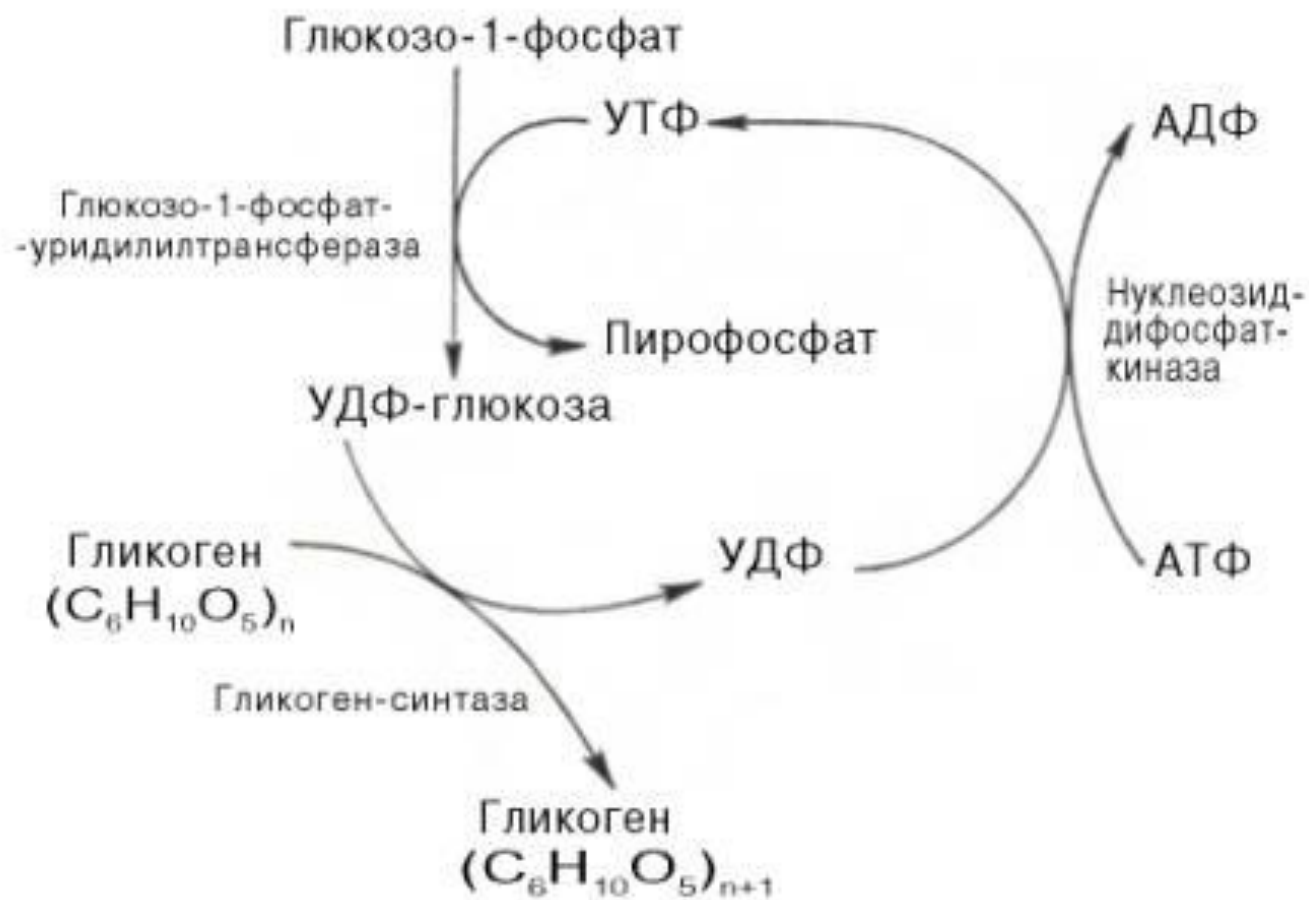 Глюкозо-1-фосфат
УТФ
АДФ
Глюкозо-1-фосфат-
-уридилилтрансфераза
Нуклеозид-
дифосфат-
киназа
Пирофосфат
УДФ-глюкоза
Гликоген
(C₆H₁₀O₅)ₙ
УДФ
АТФ
Гликоген-синтаза
Гликоген
(C₆H₁₀O₅)ₙ₊₁